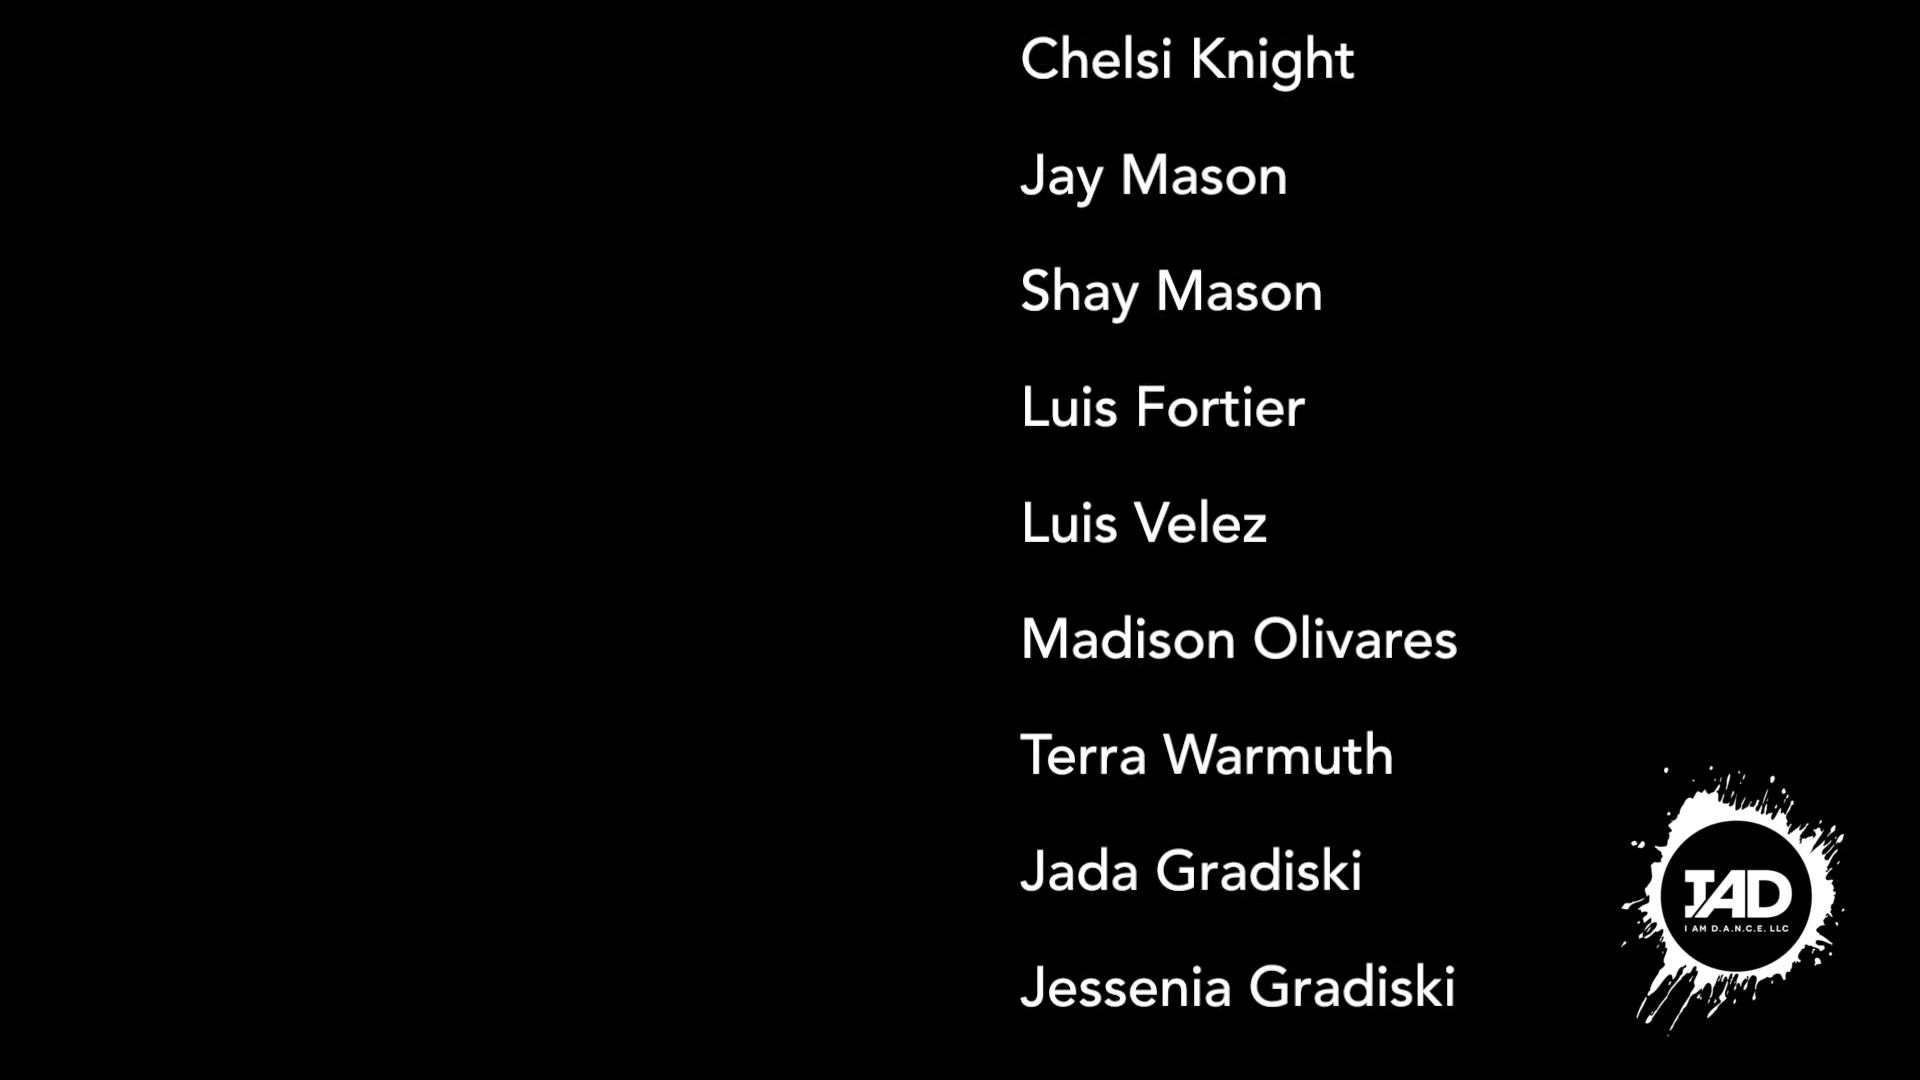 Chelsi Knight
Jay Mason
Shay Mason
Luis Fortier
Luis Velez
Madison Olivares
Terra Warmuth
Jada Gradiski
Jessenia Gradiski
IAD
I AM D.A.N.C.E. LLC